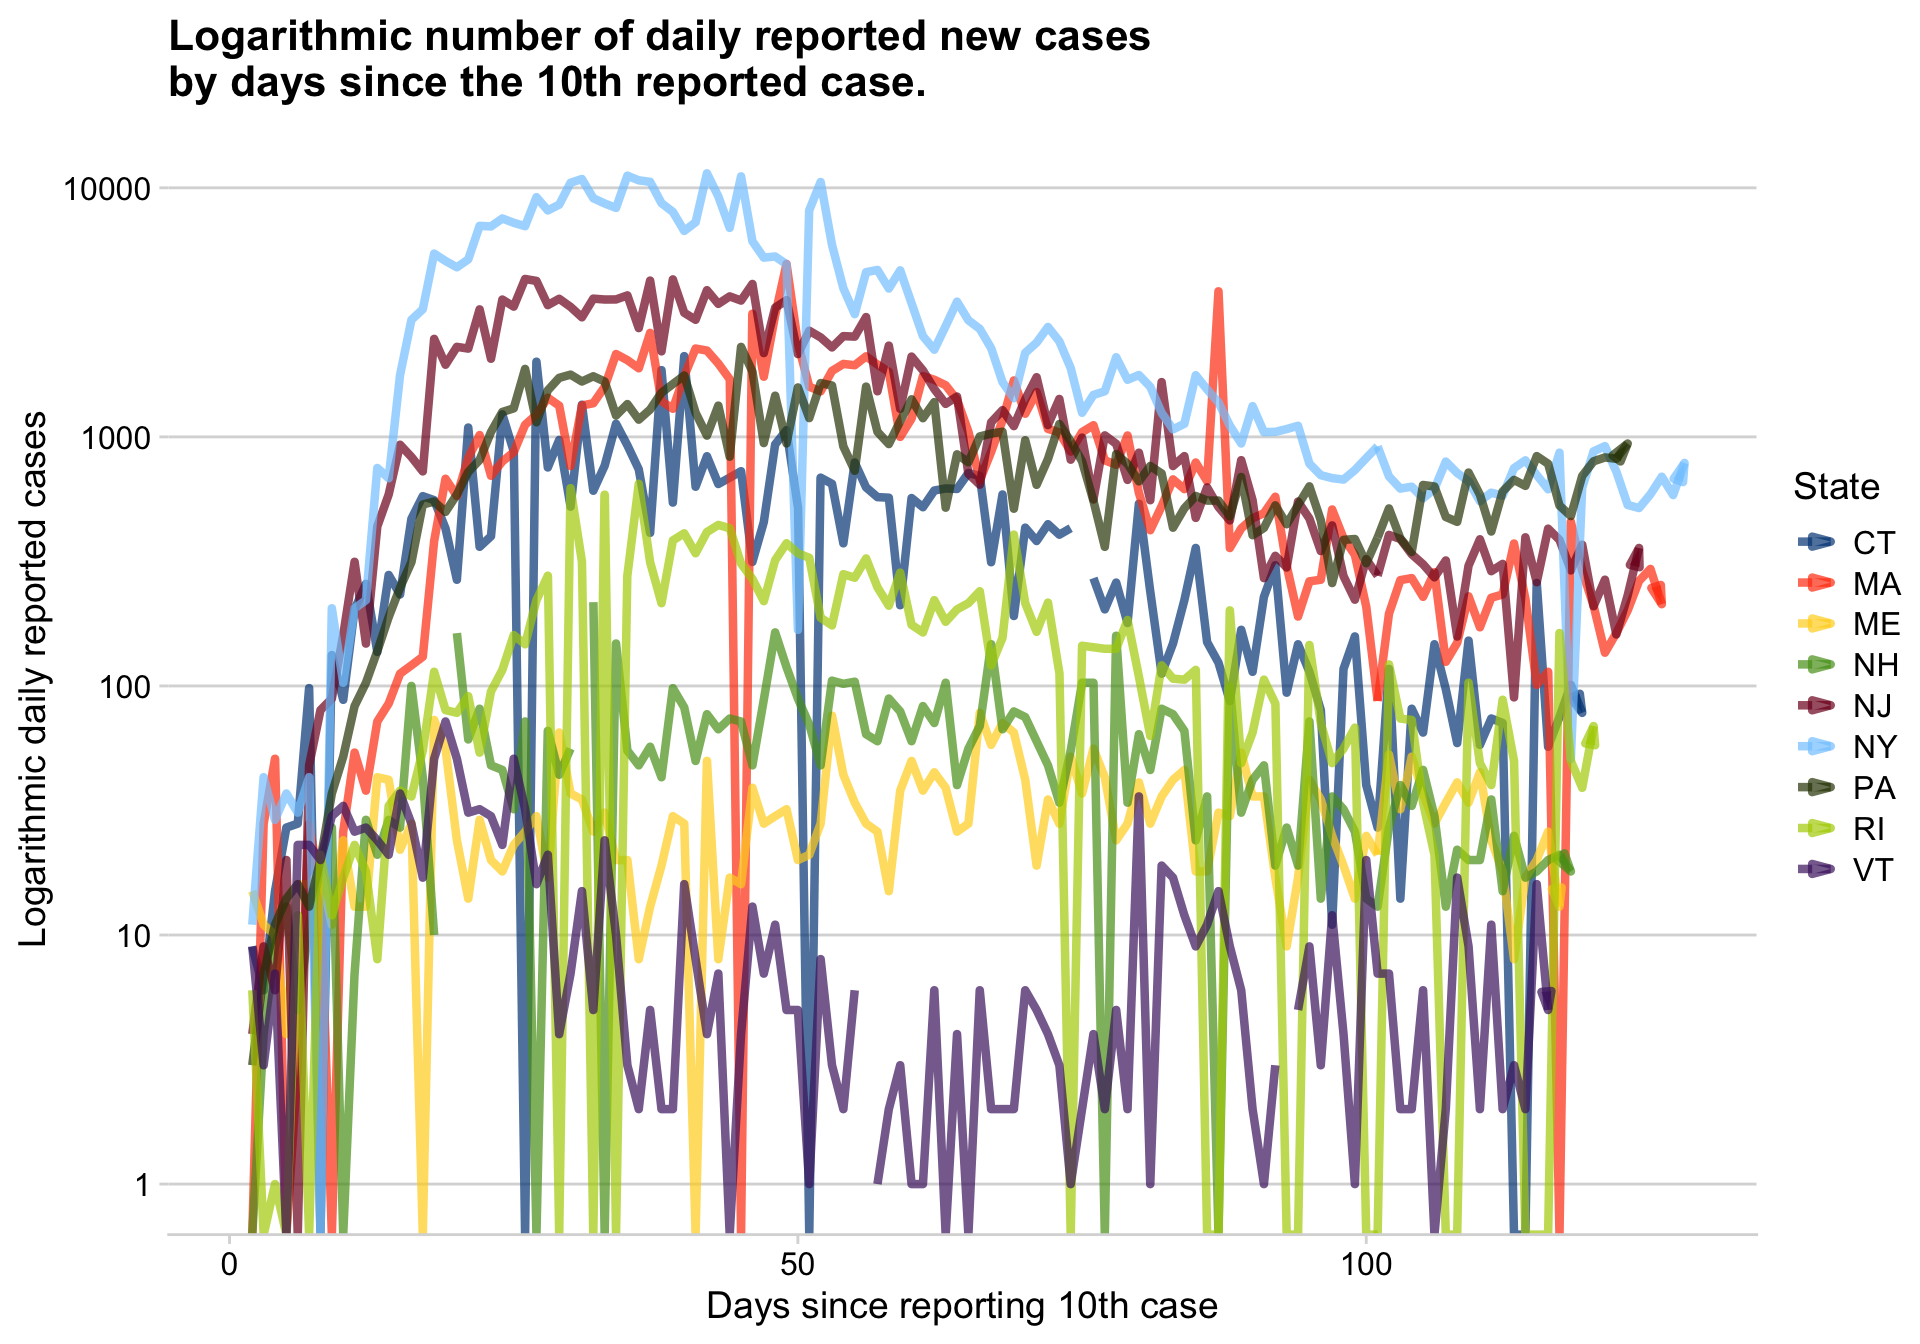 Logarithmic number of daily reported new cases
by days since the 10th reported case.
10000
1000
100
10
1
Logarithmic daily reported cases
0
50
100
Days since reporting 10th case
State
CT
MA
ME
NH
NJ
NY
PA
RI
VT